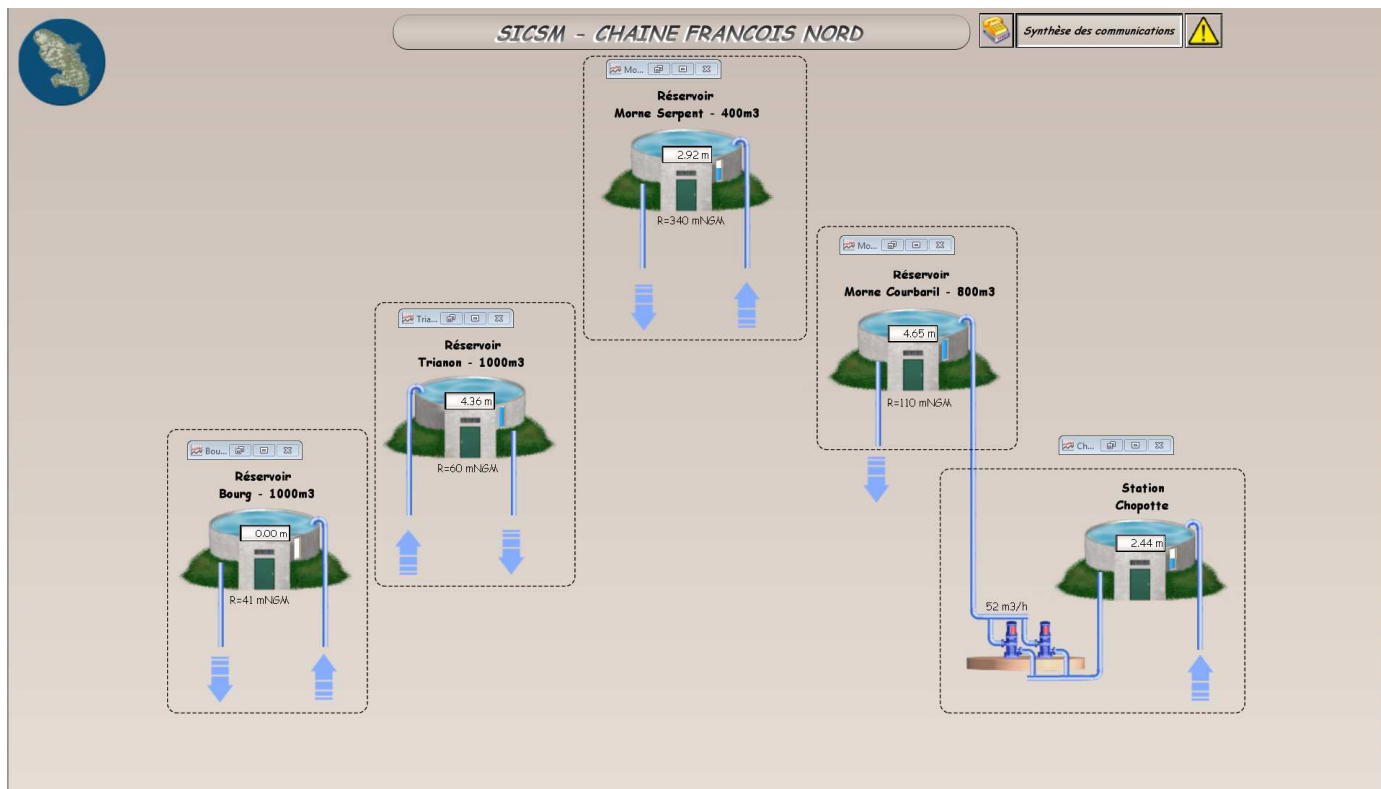 SICSM - CHAINE FRANCOIS NORD
Synthèse des communications
Mo...
Réservoir
Morne Serpent - 400m3
2.92 m
R=340 mNGM
Mo...
Réservoir
Morne Courbaril - 800m3
4.65 m
R=110 mNGM
Tria...
Réservoir
Trianon - 1000m3
4.36 m
R=60 mNGM
Bou...
Réservoir
Bourg - 1000m3
0.00 m
R=41 mNGM
Ch...
Station
Chopotte
2.44 m
52 m3/h